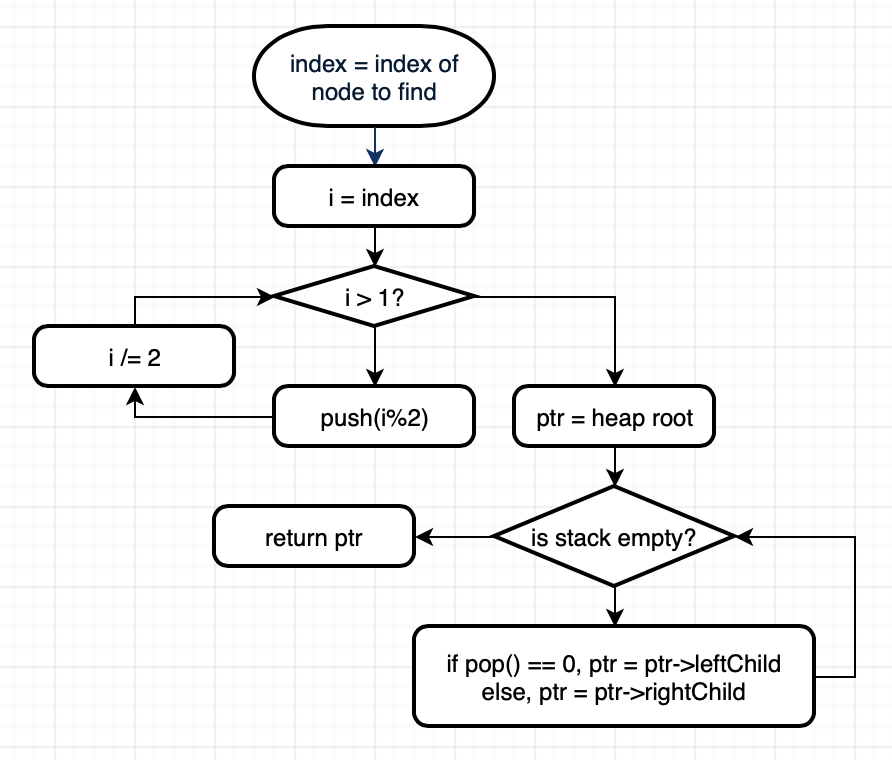 index = index of
node to find
i = index
i > 1?
i /= 2
push(i%2)
ptr = heap root
return ptr
is stack empty?
if pop() == 0, ptr = ptr->leftChild
else, ptr = ptr->rightChild